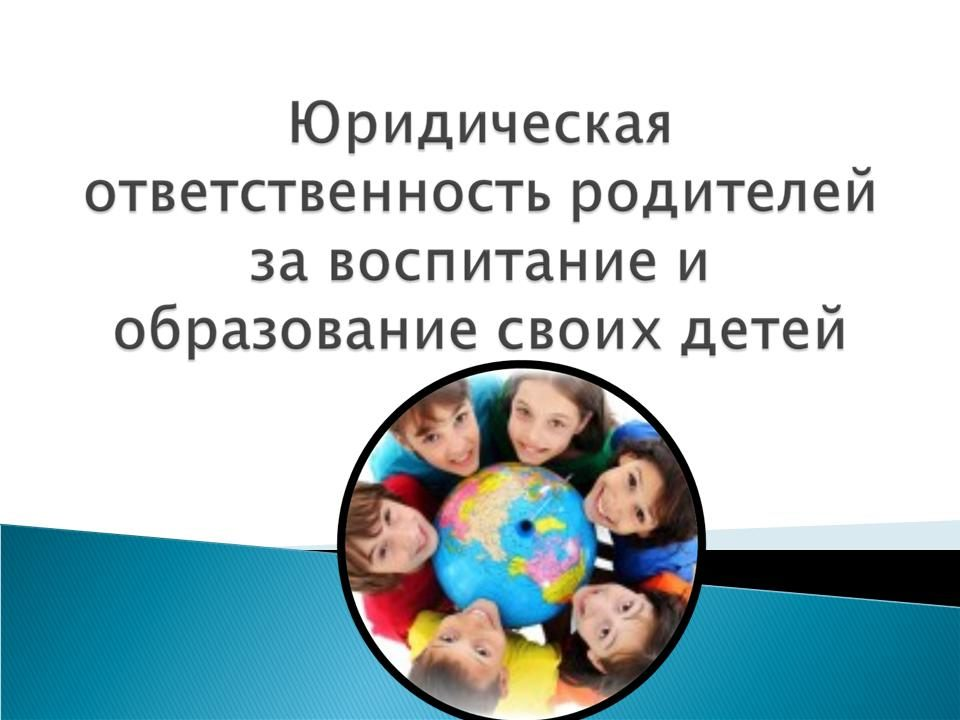 Юридическая
ответственность родителей
за воспитание и
образование своих детей